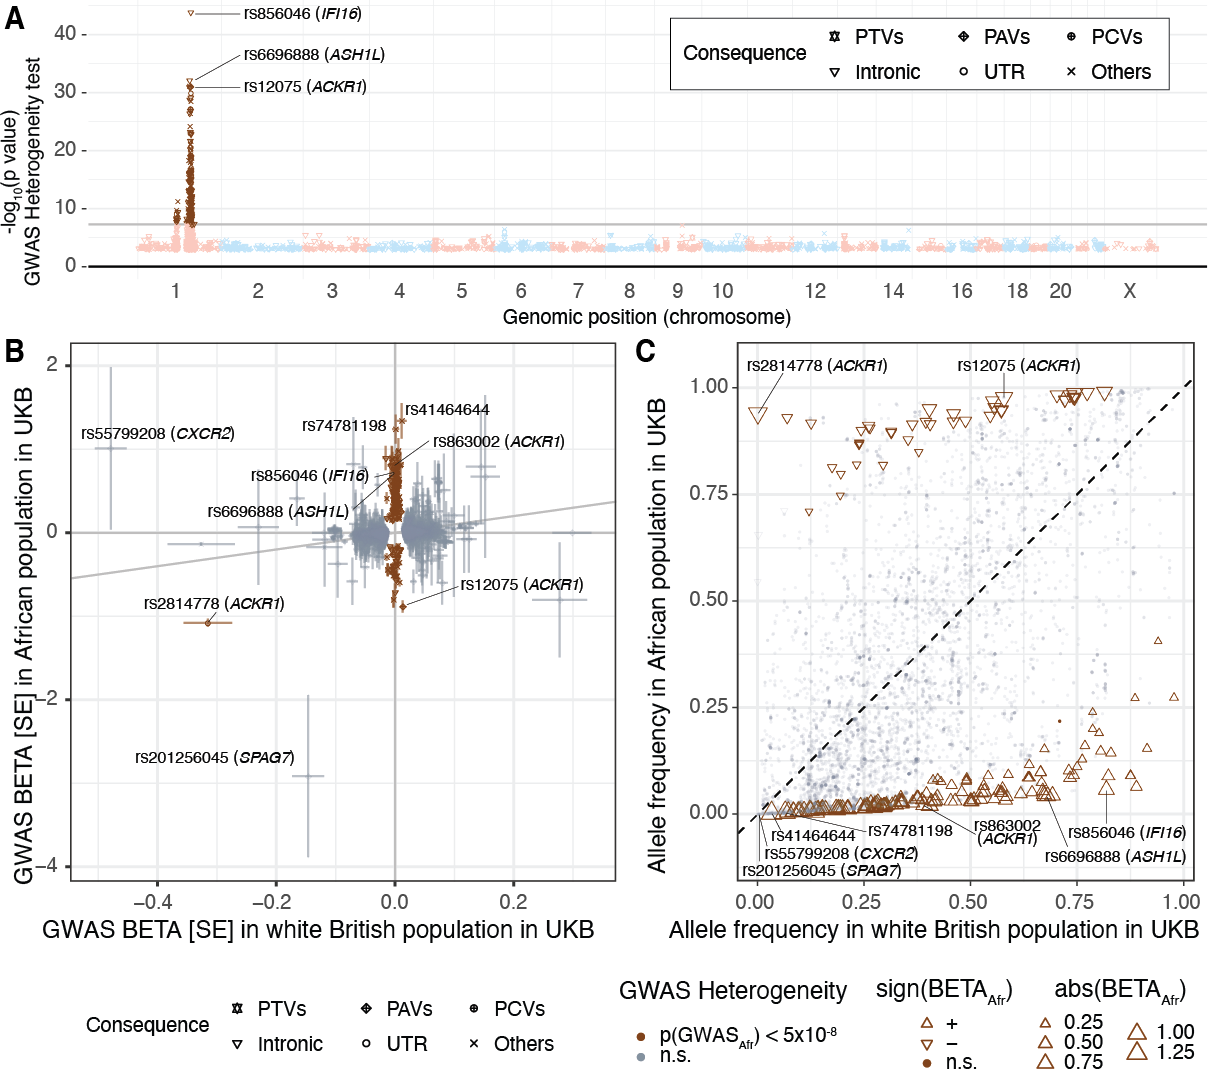 A
-log10(p value)
GWAS Heterogeneity test
40
30
20
10
0
rs856046 (IFI16)
rs6696888 (ASH1L)
rs12075 (ACKR1)
Consequence
PTVs
PAVs
PCVs
Intronic
UTR
Others
1 2 3 4 5 6 7 8 9 10 12 14 16 18 20 X
Genomic position (chromosome)
B
GWAS BETA [SE] in African population in UKB
2
0
−2
−4
rs41464644
rs74781198
rs55799208 (CXCR2)
rs863002 (ACKR1)
rs856046 (IFI16)
rs6696888 (ASH1L)
rs12075 (ACKR1)
rs2814778 (ACKR1)
rs201256045 (SPAG7)
−0.4 −0.2 0.0 0.2
GWAS BETA [SE] in white British population in UKB
C
Allele frequency in African population in UKB
1.00
0.75
0.50
0.25
0.00
rs2814778 (ACKR1)
rs12075 (ACKR1)
rs41464644
rs74781198
rs863002
(ACKR1)
rs856046 (IFI16)
rs55799208 (CXCR2)
rs6696888 (ASH1L)
rs201256045 (SPAG7)
0.00 0.25 0.50 0.75 1.00
Allele frequency in white British population in UKB
Consequence
PTVs
PAVs
PCVs
Intronic
UTR
Others
GWAS Heterogeneity
p(GWASAfr) < 5x10-8
n.s.
sign(BETAAfr)
+
−
n.s.
abs(BETAAfr)
0.25
0.50
0.75
1.00
1.25